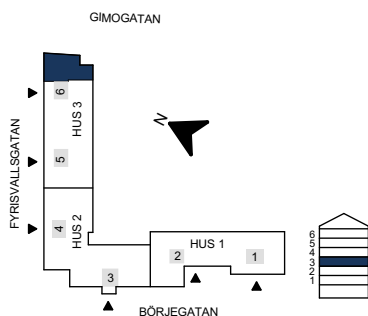 GIMOGATAN
N
FYRISVALLSGATAN
6
HUS 3
5
4
HUS 2
3
HUS 1
2
1
BÖRJEGATAN
6
5
4
3
2
1